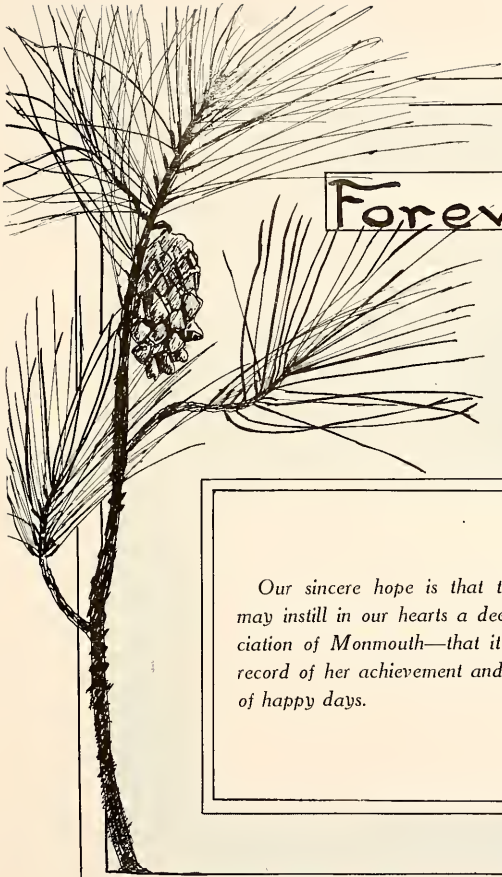 Forev
Our sincere hope is that t
may instill in our hearts a dee
ciation of Monmouth—that it
record of her achievement and
of happy days.